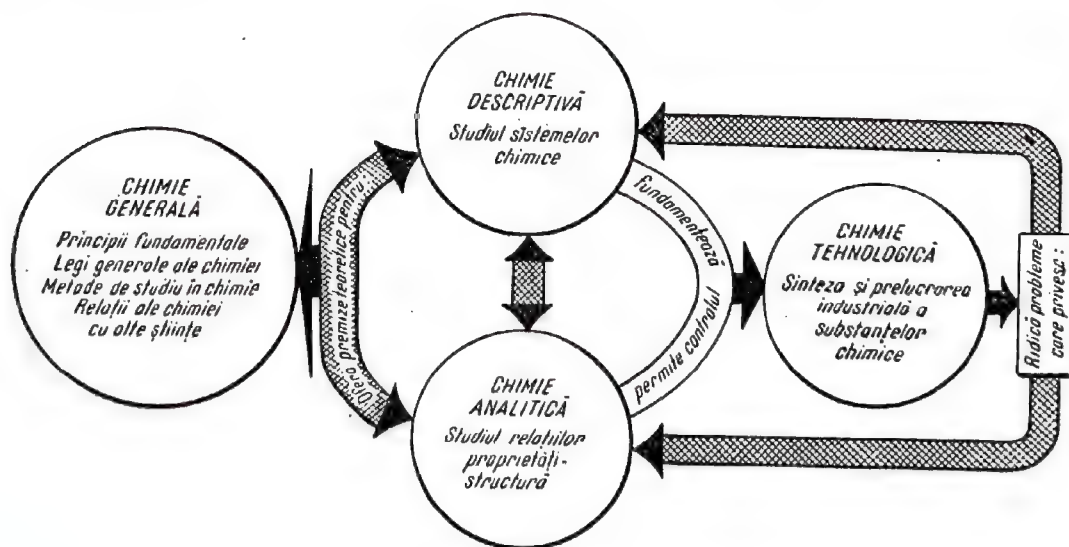 CHIMIE
GENERALĂ
Principii fundamentale
Legi generale ale chimiei
Metode de studiu în chimie
Relații ale chimiei
cu alte științe
Oferă premize teoretice pentru:
CHIMIE
DESCRIPTIVĂ
Studiul sistemelor
chimice
CHIMIE
ANALITICĂ
Studiul relațiilor
proprietăți-
structură
fundamentează
permite controlul
CHIMIE
TEHNOLOGICĂ
Sinteza și prelucrarea
industrială a
substanțelor
chimice
Ridică probleme
care privesc: